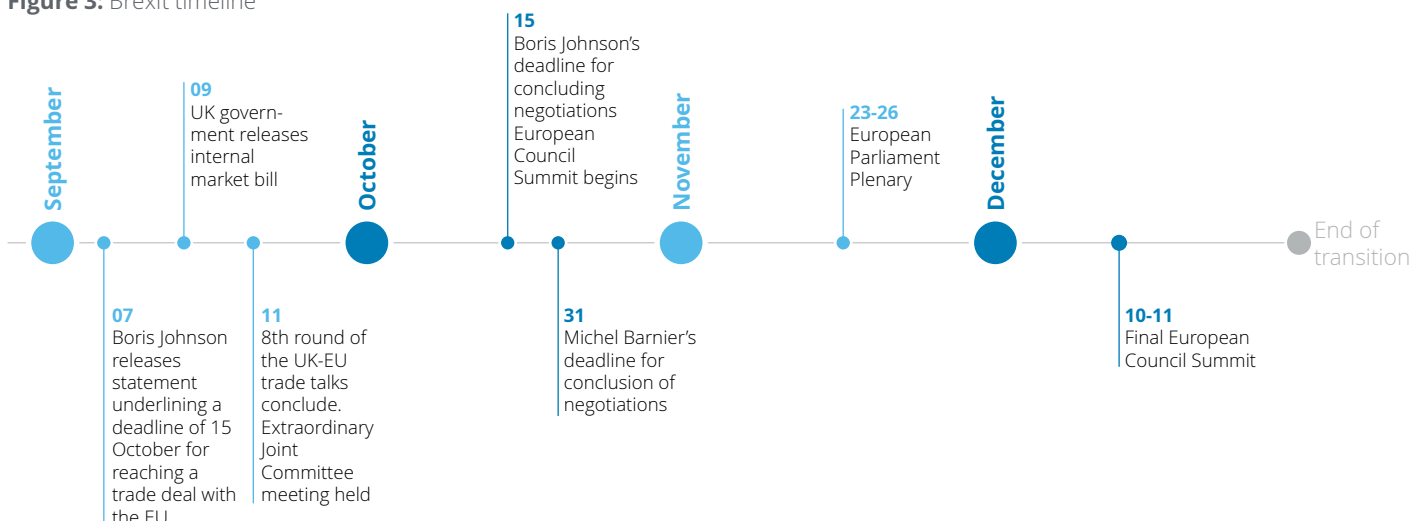 Figure 3: Brexit timeline
September
07
Boris Johnson
releases
statement
underlining a
deadline of 15
October for
reaching a
trade deal with
the EU
09
UK govern-
ment releases
internal
market bill
11
8th round of
the UK-EU
trade talks
conclude.
Extraordinary
Joint
Committee
meeting held
October
15
Boris Johnson’s
deadline for
concluding
negotiations
European
Council
Summit begins
31
Michel Barnier’s
deadline for
conclusion of
negotiations
November
23-26
European
Parliament
Plenary
December
10-11
Final European
Council Summit
End of
transition